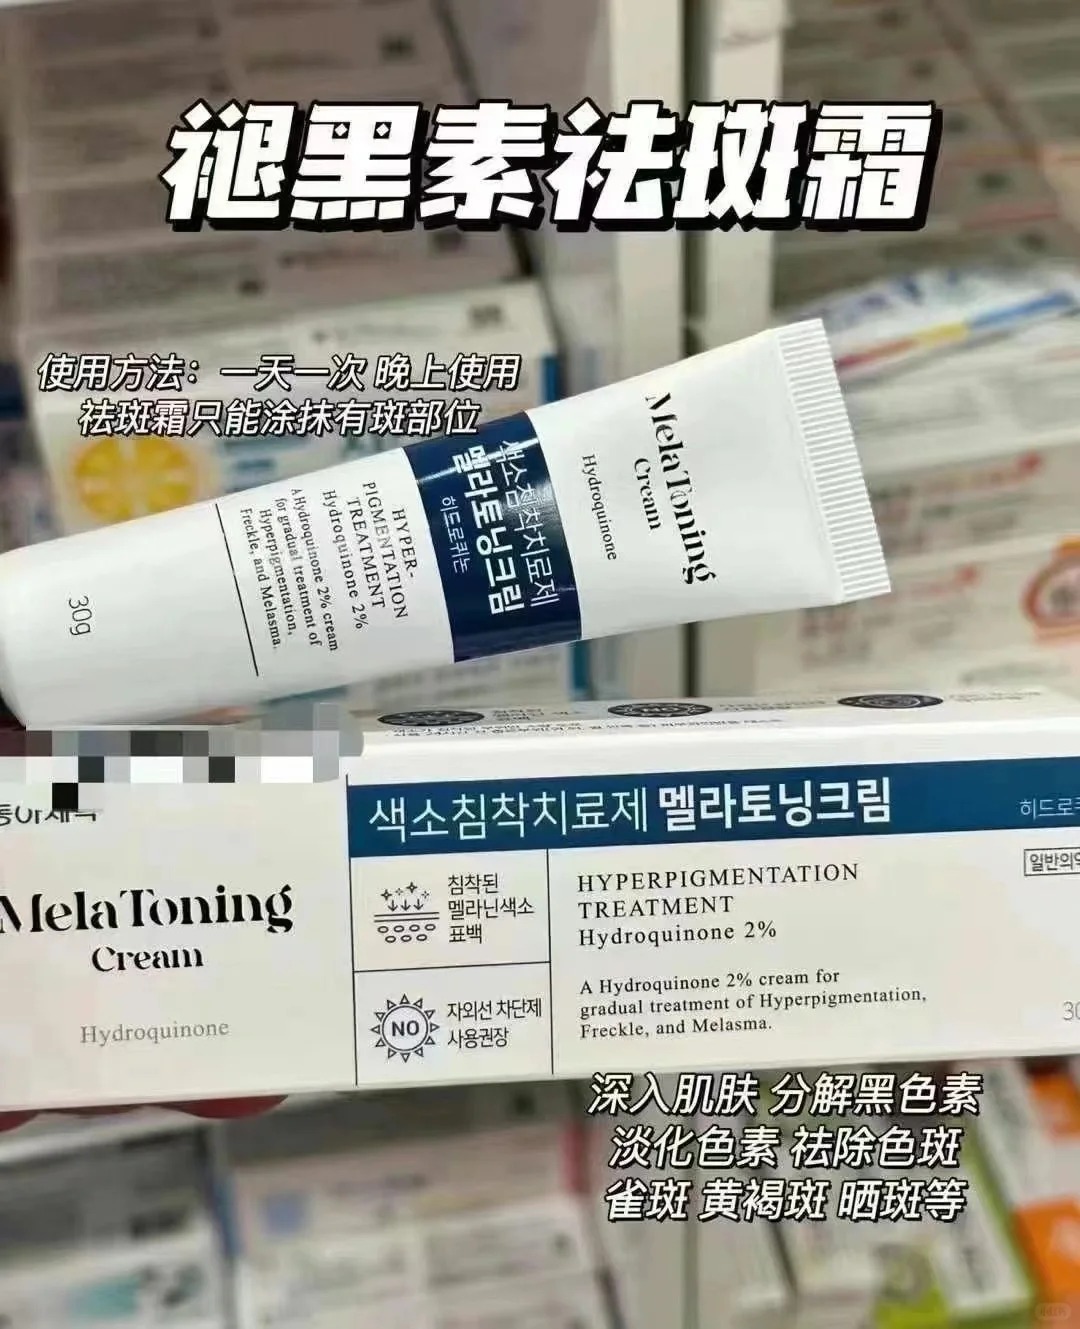 褪黑素祛斑霜
使用方法：一天一次 晚上使用
祛斑霜只能涂抹有斑部位
MelaToning
Cream
Hydroquinone
색소침착치료제
멜라토닝크림
히드로퀴논
HYPER-
PIGMENTATION
TREATMENT
Hydroquinone 2%
A Hydroquinone 2% cream
for gradual treatment of
Hyperpigmentation,
Freckle, and Melasma.
30g
색소침착치료제 멜라토닝크림
히드로
일반의
MelaToning
Cream
Hydroquinone
침착된
멜라닌색소
표백
NO
자외선 차단제
사용권장
HYPERPIGMENTATION
TREATMENT
Hydroquinone 2%
A Hydroquinone 2% cream for
gradual treatment of Hyperpigmentation,
Freckle, and Melasma.
30
深入肌肤 分解黑色素
淡化色素 祛除色斑
雀斑 黄褐斑 晒斑等